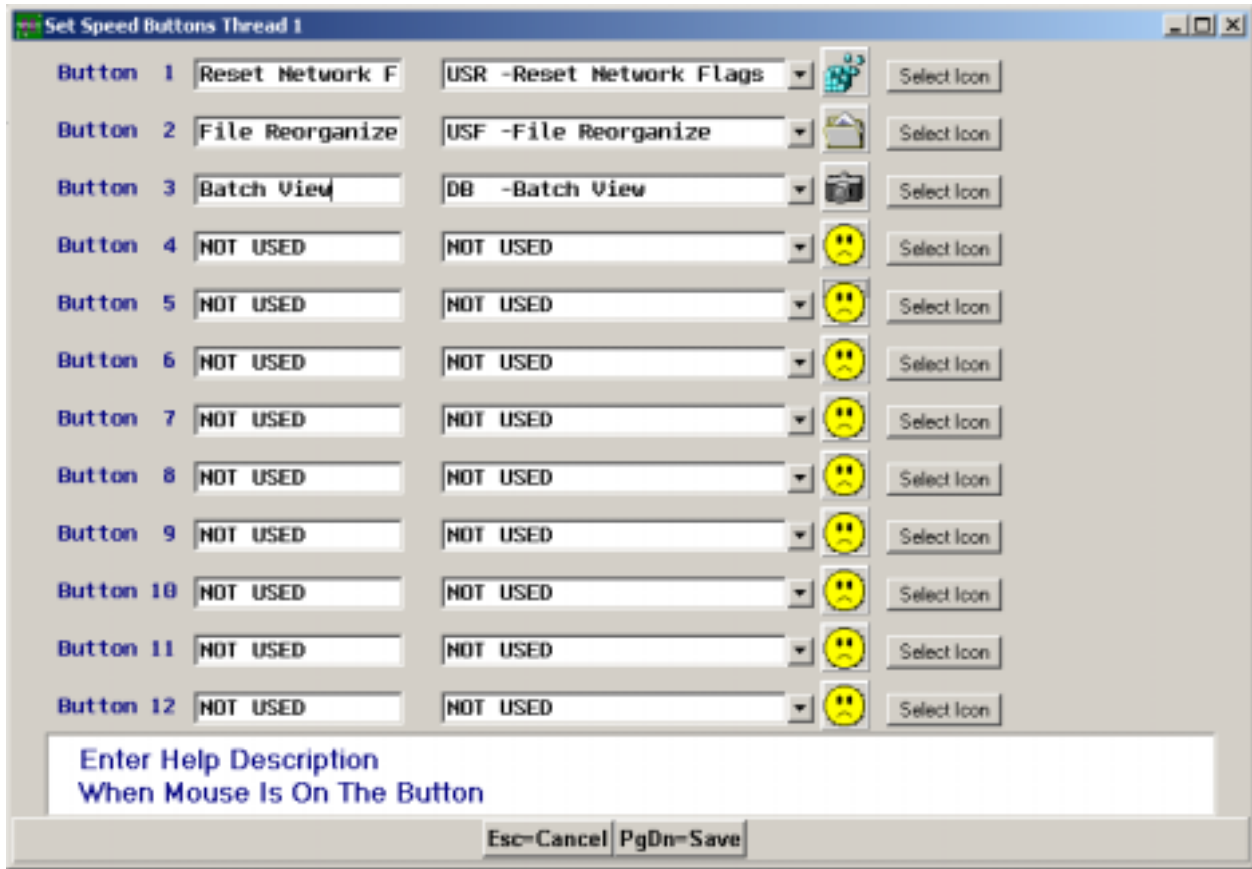 Set Speed Buttons Thread 1
Button 1 Reset Network F USR -Reset Network Flags Select Icon
Button 2 File Reorganize USF -File Reorganize Select Icon
Button 3 Batch View DB -Batch View Select Icon
Button 4 NOT USED NOT USED Select Icon
Button 5 NOT USED NOT USED Select Icon
Button 6 NOT USED NOT USED Select Icon
Button 7 NOT USED NOT USED Select Icon
Button 8 NOT USED NOT USED Select Icon
Button 9 NOT USED NOT USED Select Icon
Button 10 NOT USED NOT USED Select Icon
Button 11 NOT USED NOT USED Select Icon
Button 12 NOT USED NOT USED Select Icon
Enter Help Description
When Mouse Is On The Button
Esc=Cancel PgDn=Save